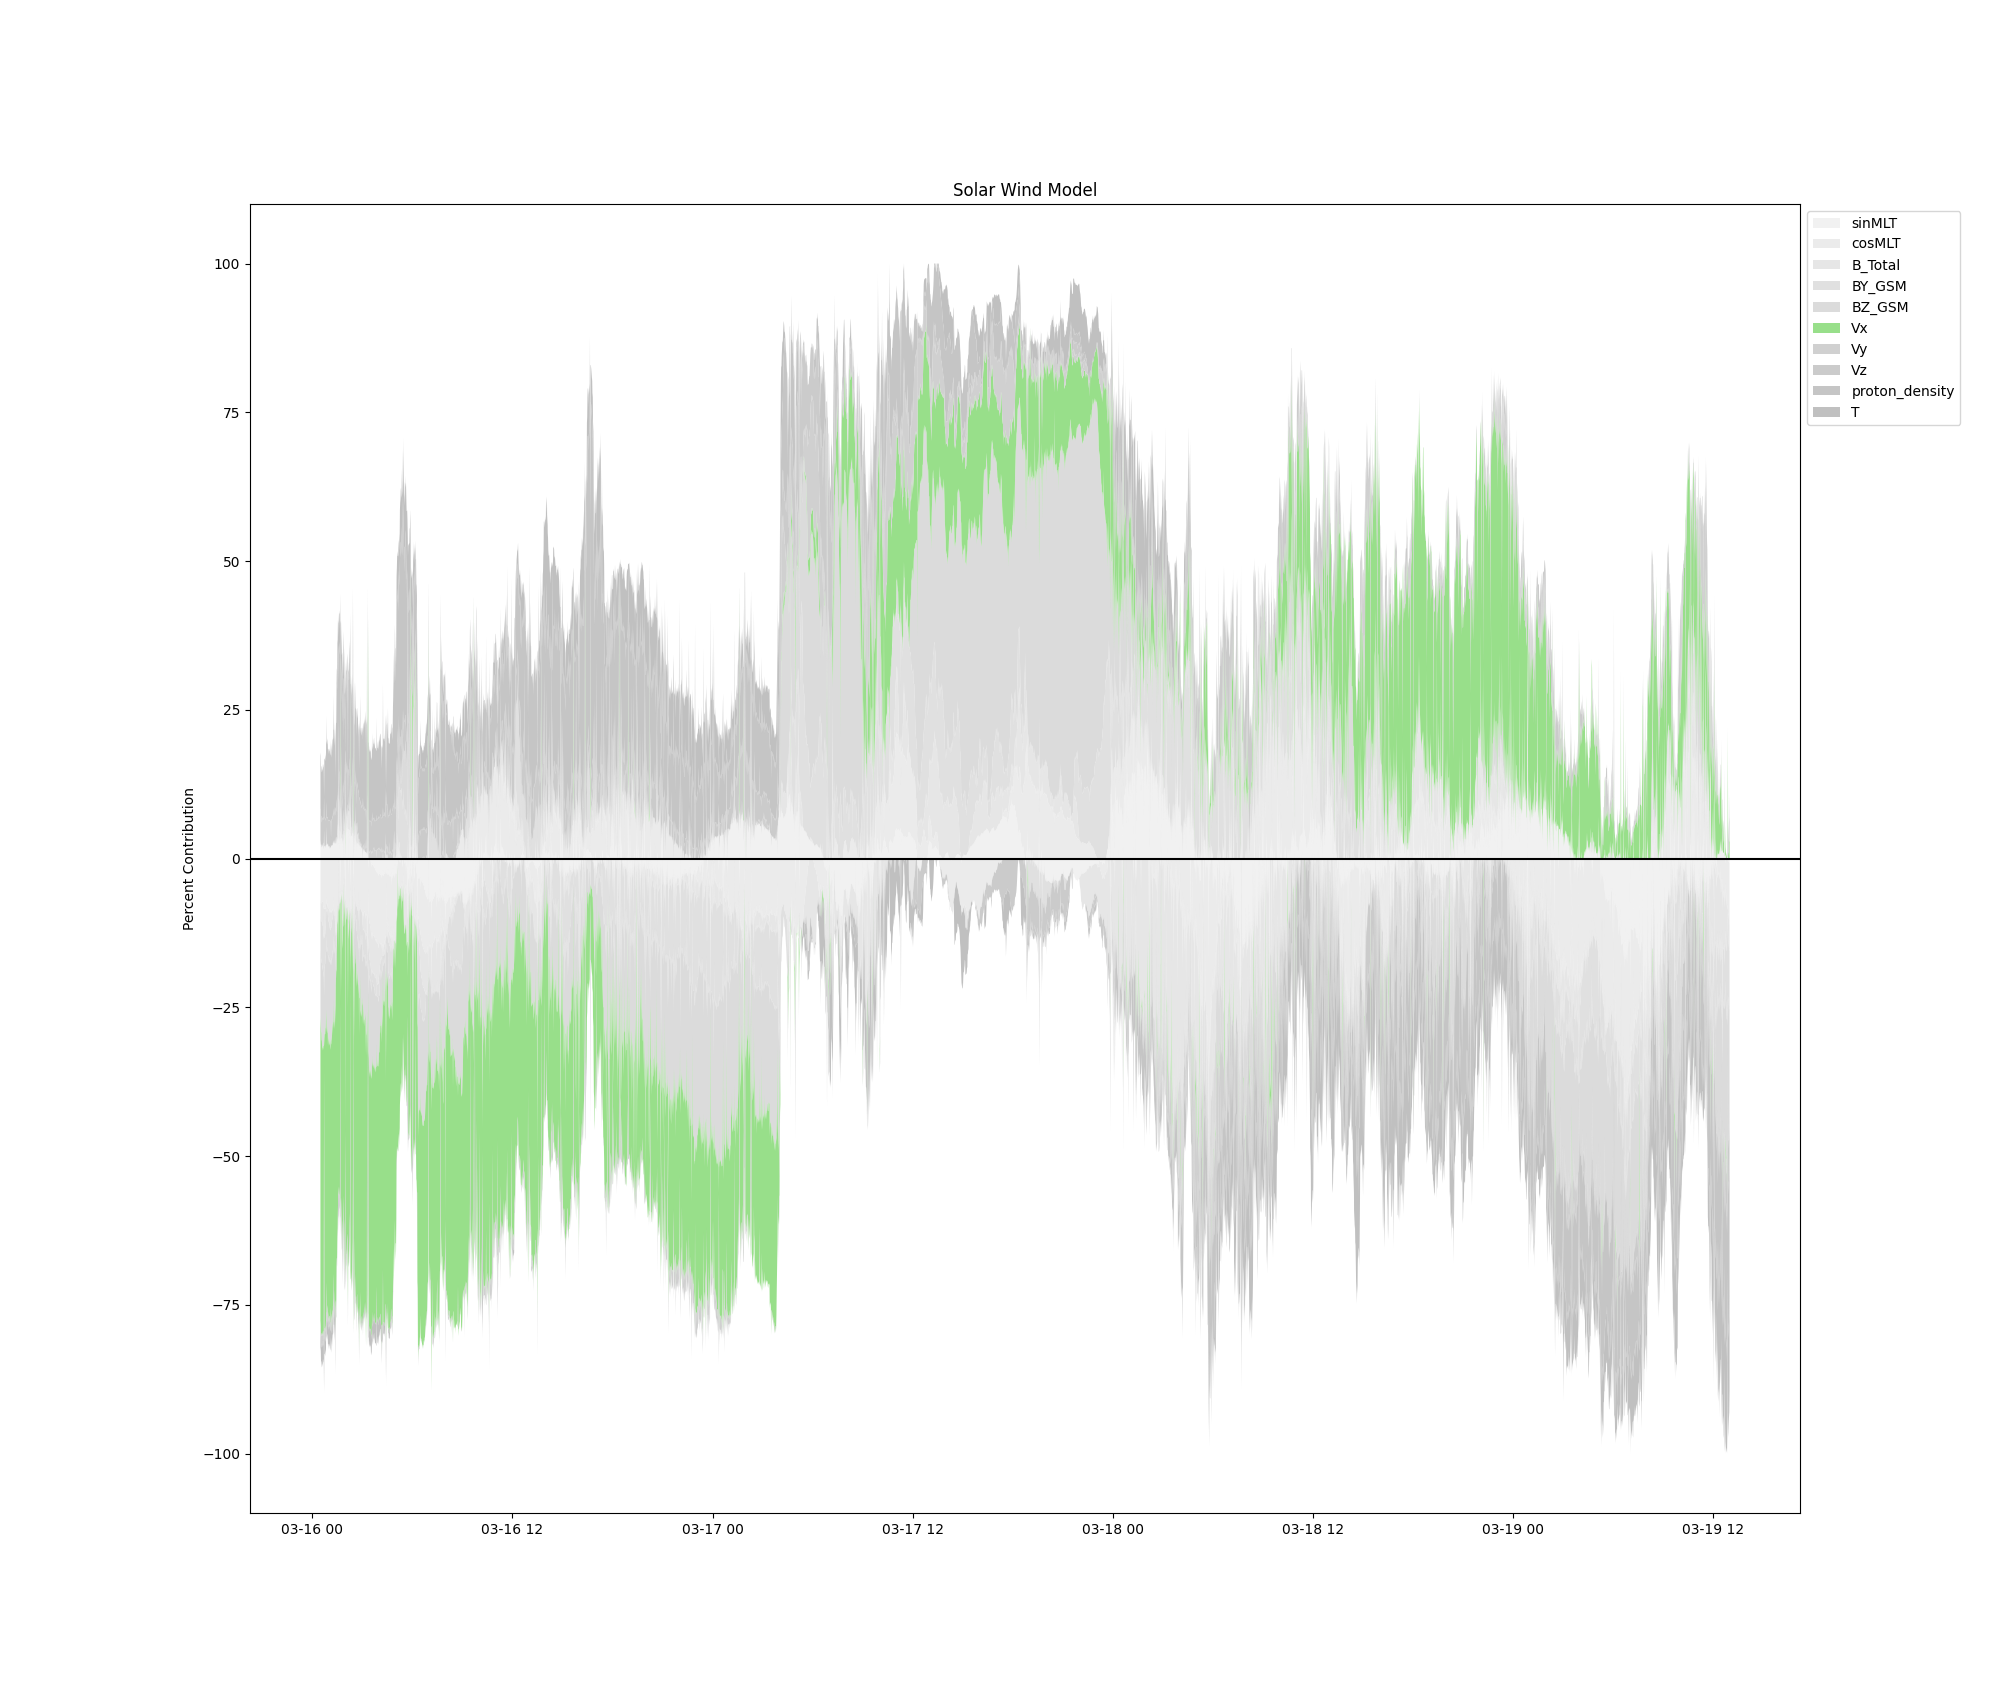 Solar Wind Model
sinMLT
cosMLT
B_Total
BY_GSM
BZ_GSM
Vx
Vy
Vz
proton_density
T
100
75
50
25
0
−25
−50
−75
−100
Percent Contribution
03-16 00
03-16 12
03-17 00
03-17 12
03-18 00
03-18 12
03-19 00
03-19 12